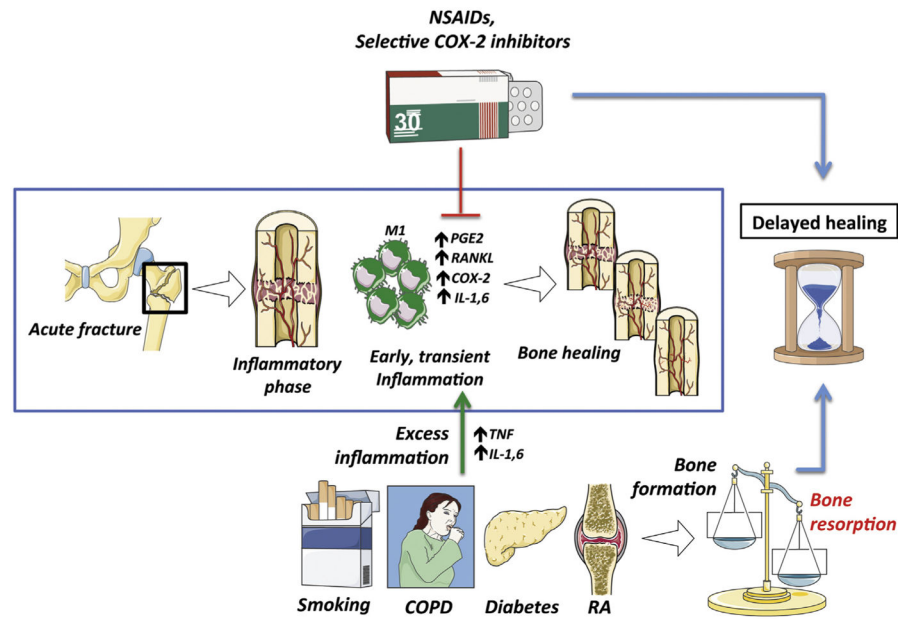 NSAIDs,
Selective COX-2 inhibitors
30
Delayed healing
M1
PGE2
RANKL
COX-2
IL-1,6
Acute fracture
Inflammatory
phase
Early, transient
Inflammation
Bone healing
Excess
inflammation
TNF
IL-1,6
Bone
formation
Bone
resorption
Smoking
COPD
Diabetes
RA